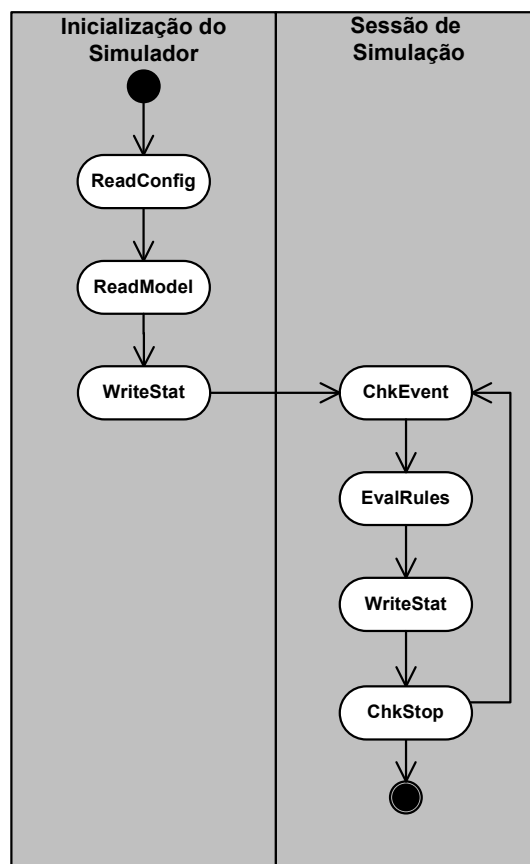 Inicialização do
Simulador
ReadConfig
ReadModel
WriteStat
Sessão de
Simulação
ChkEvent
EvalRules
WriteStat
ChkStop